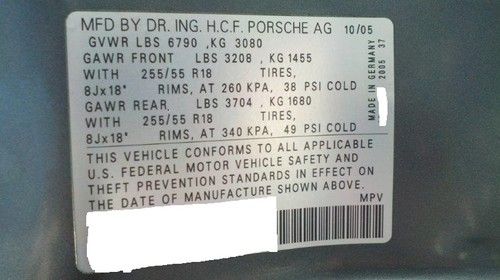 MFD BY DR. ING. H.C.F. PORSCHE AG 10/05
GVWR LBS 6790 ,KG 3080
GAWR FRONT LBS 3208 , KG 1455
WITH 255/55 R18 TIRES,
8Jx18" RIMS, AT 260 KPA, 38 PSI COLD
GAWR REAR, LBS 3704 , KG 1680
WITH 255/55 R18 TIRES,
8Jx18" RIMS, AT 340 KPA, 49 PSI COLD
THIS VEHICLE CONFORMS TO ALL APPLICABLE
U.S. FEDERAL MOTOR VEHICLE SAFETY AND
THEFT PREVENTION STANDARDS IN EFFECT ON
THE DATE OF MANUFACTURE SHOWN ABOVE.
MPV
MADE IN GERMANY
2005 37